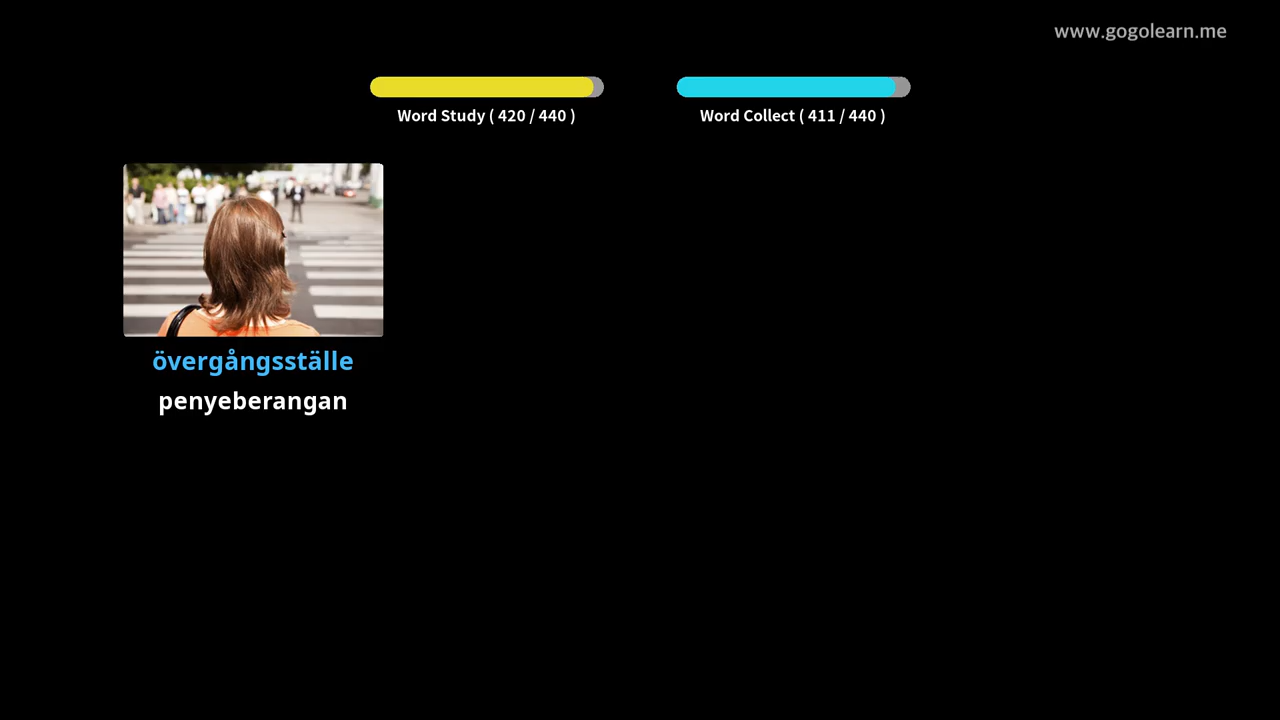 www.gogolearn.me
Word Study ( 420 / 440 )
Word Collect ( 411 / 440 )
övergångsställe
penyeberangan